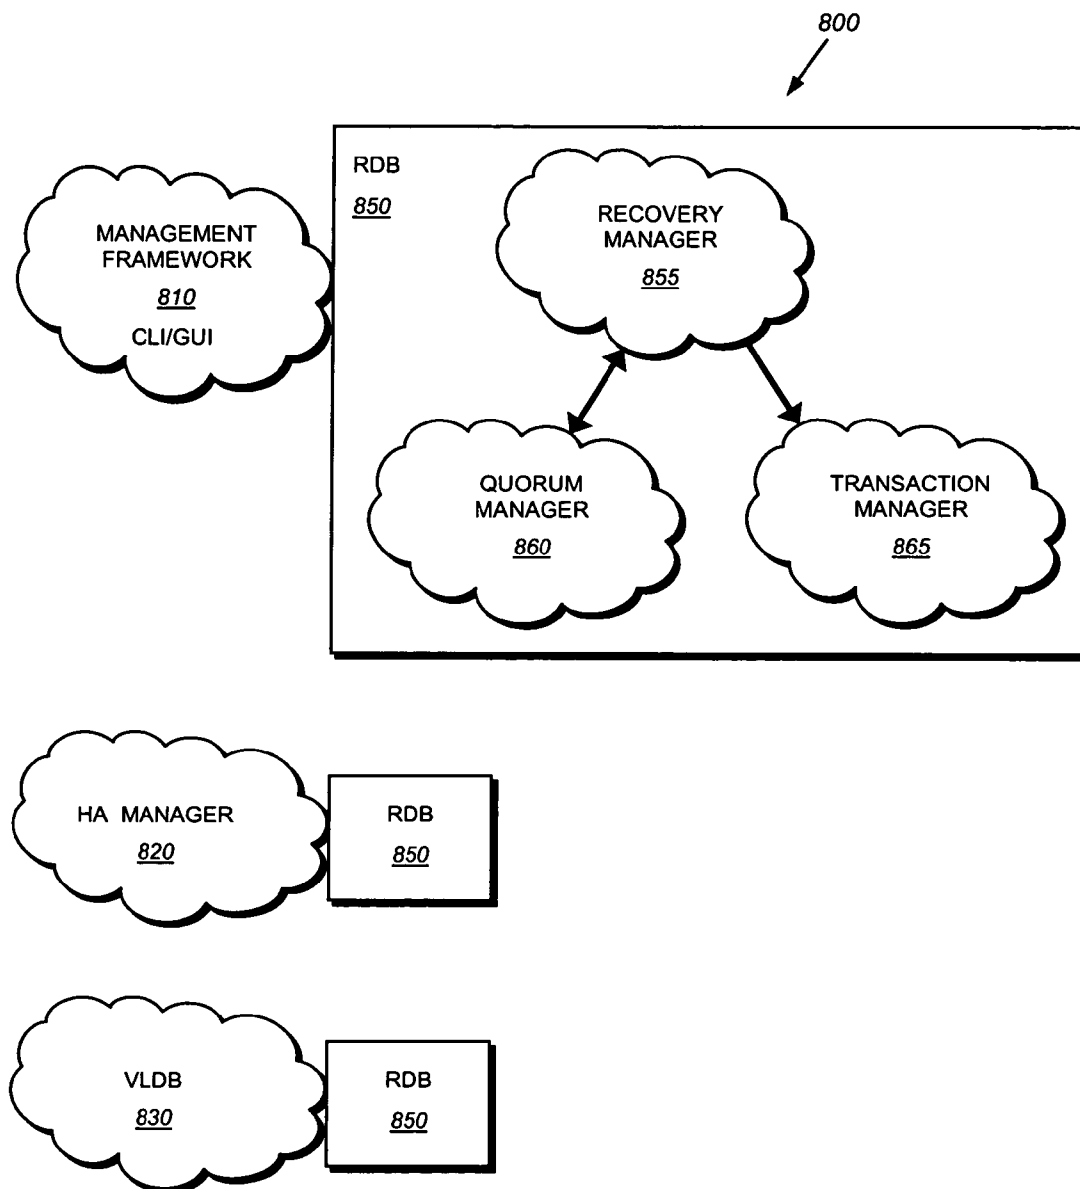 800
RDB
850
RECOVERY
MANAGER
855
MANAGEMENT
FRAMEWORK
810
CLI/GUI
QUORUM
MANAGER
860
TRANSACTION
MANAGER
865
HA MANAGER
820
RDB
850
VLDB
830
RDB
850